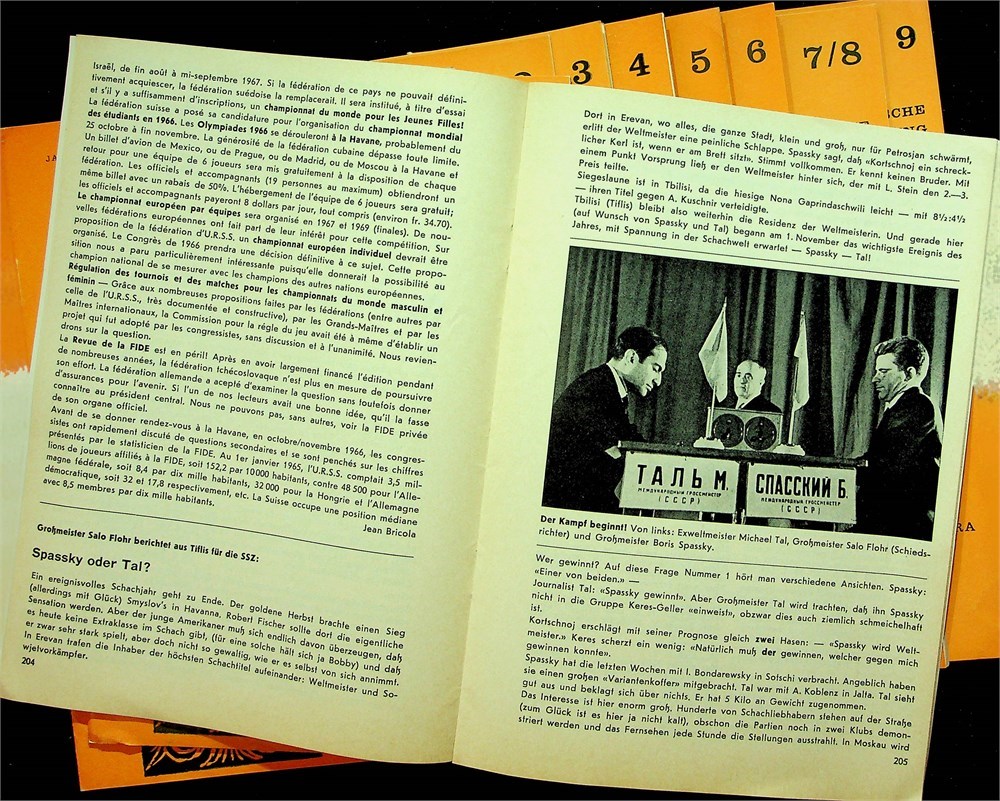 Israël, de fin août à mi-septembre 1967. Si la fédération de ce pays ne pouvait défini-
tivement acquiescer, la fédération suédoise la remplacerait. Il sera institué, à titre d'essai
et s'il y a suffisamment d'inscriptions, un championnat du monde pour les Jeunes Filles!
La fédération suisse a posé sa candidature pour l'organisation du championnat mondial
des étudiants en 1966. Les Olympiades 1966 se dérouleront à la Havane, probablement du
25 octobre à fin novembre. La générosité de la fédération cubaine dépasse toute limite.
Un billet d'avion de Mexico, ou de Prague, ou de Madrid, ou de Moscou à la Havane et
retour pour une équipe de 6 joueurs sera mis gratuitement à la disposition de chaque
fédération. Les officiels et accompagnants (19 personnes au maximum) obtiendront un
même billet avec un rabais de 50%. L'hébergement de l'équipe de 6 joueurs sera gratuit;
les officiels et accompagnants payeront 8 dollars par jour, tout compris (environ fr. 34.70).
Le championnat européen par équipes sera organisé en 1967 et 1969 (finales). De nou-
velles fédérations européennes ont fait part de leur intérêt pour cette compétition. Sur
proposition de la fédération d'U.R.S.S. un championnat européen individuel devrait être
organisé. Le Congrès de 1966 prendra une décision définitive à ce sujet. Cette propo-
sition nous a paru particulièrement intéressante puisqu'elle donnerait la possibilité au
champion national de se mesurer avec les champions des autres nations européennes.
Régulation des tournois et des matches pour les championnats du monde masculin et
féminin — Grâce aux nombreuses propositions faites par les fédérations (entre autres par
celle de l'U.R.S.S., très documentée et constructive), par les Grands-Maîtres et par les
Maîtres internationaux, la Commission pour la règle du jeu avait été à même d'établir un
projet qui fut adopté par les congressistes, sans discussion et à l'unanimité. Nous revien-
drons sur la question.
La Revue de la FIDE est en péril! Après en avoir largement financé l'édition pendant
de nombreuses années, la fédération tchécoslovaque n'est plus en mesure de poursuivre
son effort. La fédération allemande a accepté d'examiner la question sans toutefois donner
d'assurances pour l'avenir. Si l'un de nos lecteurs avait une bonne idée, qu'il la fasse
connaître au président central. Nous ne pouvons pas, sans autres, voir la FIDE privée
de son organe officiel.
Avant de se donner rendez-vous à la Havane, en octobre/novembre 1966, les congres-
sistes ont rapidement discuté de questions secondaires et se sont penchés sur les chiffres
présentés par le statisticien de la FIDE. Au 1er janvier 1965, l'U.R.S.S. comptait 3,5 mil-
lions de joueurs affiliés à la FIDE, soit 152,2 par 10 000 habitants, contre 48 500 pour l'Alle-
magne fédérale, soit 8,4 par dix mille habitants, 32 000 pour la Hongrie et l'Allemagne
démocratique, soit 32 et 17,8 respectivement, etc. La Suisse occupe une position médiane
avec 8,5 membres par dix mille habitants.
Jean Bricola
Großmeister Salo Flohr berichtet aus Tiflis für die SSZ:
Spassky oder Tal?
Ein ereignisvolles Schachjahr geht zu Ende. Der goldene Herbst brachte einen Sieg
(allerdings mit Glück) Smyslov's in Havanna. Robert Fischer sollte dort die eigentliche
Sensation werden. Aber der junge Amerikaner muß sich endlich davon überzeugen, daß
es heute keine Extraklasse im Schach gibt, (für eine solche hält sich ja Bobby) und daß
er zwar sehr stark spielt, aber doch nicht so gewaltig, wie er es selbst von sich annimmt.
In Erevan trafen die Inhaber der höchsten Schachtitel aufeinander: Weltmeister und So-
wjetvorkämpfer.
204
Dort in Erevan, wo alles, die ganze Stadt, klein und groß, nur für Petrosjan schwärmt,
erlitt der Weltmeister eine peinliche Schlappe. Spassky sagt, daß «Kortschnoj ein schreck-
licher Kerl ist, wenn er am Brett sitzt». Stimmt vollkommen. Er kennt keinen Bruder. Mit
einem Punkt Vorsprung ließ er den Weltmeister hinter sich, der mit L. Stein den 2.—3.
Preis teilte.
Siegeslaune ist in Tbilisi, da die hiesige Nona Gaprindaschwili leicht — mit 8½:4½
— ihren Titel gegen A. Kuschnir verteidigte.
Tbilisi (Tiflis) bleibt also weiterhin die Residenz der Weltmeisterin. Und gerade hier
(auf Wunsch von Spassky und Tal) begann am 1. November das wichtigste Ereignis des
Jahres, mit Spannung in der Schachwelt erwartet — Spassky — Tal!
ТАЛЬ М.
МЕЖДУНАРОДНЫЙ ГРОССМЕЙСТЕР
(СССР)
СПАССКИЙ Б.
МЕЖДУНАРОДНЫЙ ГРОССМЕЙСТЕР
(СССР)
Der Kampf beginnt! Von links: Exweltmeister Michael Tal, Großmeister Salo Flohr (Schieds-
richter) und Großmeister Boris Spassky.
Wer gewinnt? Auf diese Frage Nummer 1 hört man verschiedene Ansichten. Spassky:
«Einer von beiden.» —
Journalist Tal: «Spassky gewinnt». Aber Großmeister Tal wird trachten, daß ihn Spassky
nicht in die Gruppe Keres-Geller «einweist», obzwar dies auch ziemlich schmeichelhaft
ist.
Kortschnoj erschlägt mit seiner Prognose gleich zwei Hasen: — «Spassky wird Welt-
meister.» Keres scherzt ein wenig: «Natürlich muß der gewinnen, welcher gegen mich
gewinnen konnte».
Spassky hat die letzten Wochen mit I. Bondarewsky in Sotschi verbracht. Angeblich haben
sie einen großen «Variantenkoffer» mitgebracht. Tal war mit A. Koblenz in Jalta. Tal sieht
gut aus und beklagt sich über nichts. Er hat 5 Kilo an Gewicht zugenommen.
Das Interesse ist hier enorm groß. Hunderte von Schachliebhabern stehen auf der Straße
(zum Glück ist es hier ja nicht kalt), obschon die Partien noch in zwei Klubs demon-
striert werden und das Fernsehen jede Stunde die Stellungen ausstrahlt. In Moskau wird
205
3
4
5
6
7/8
9